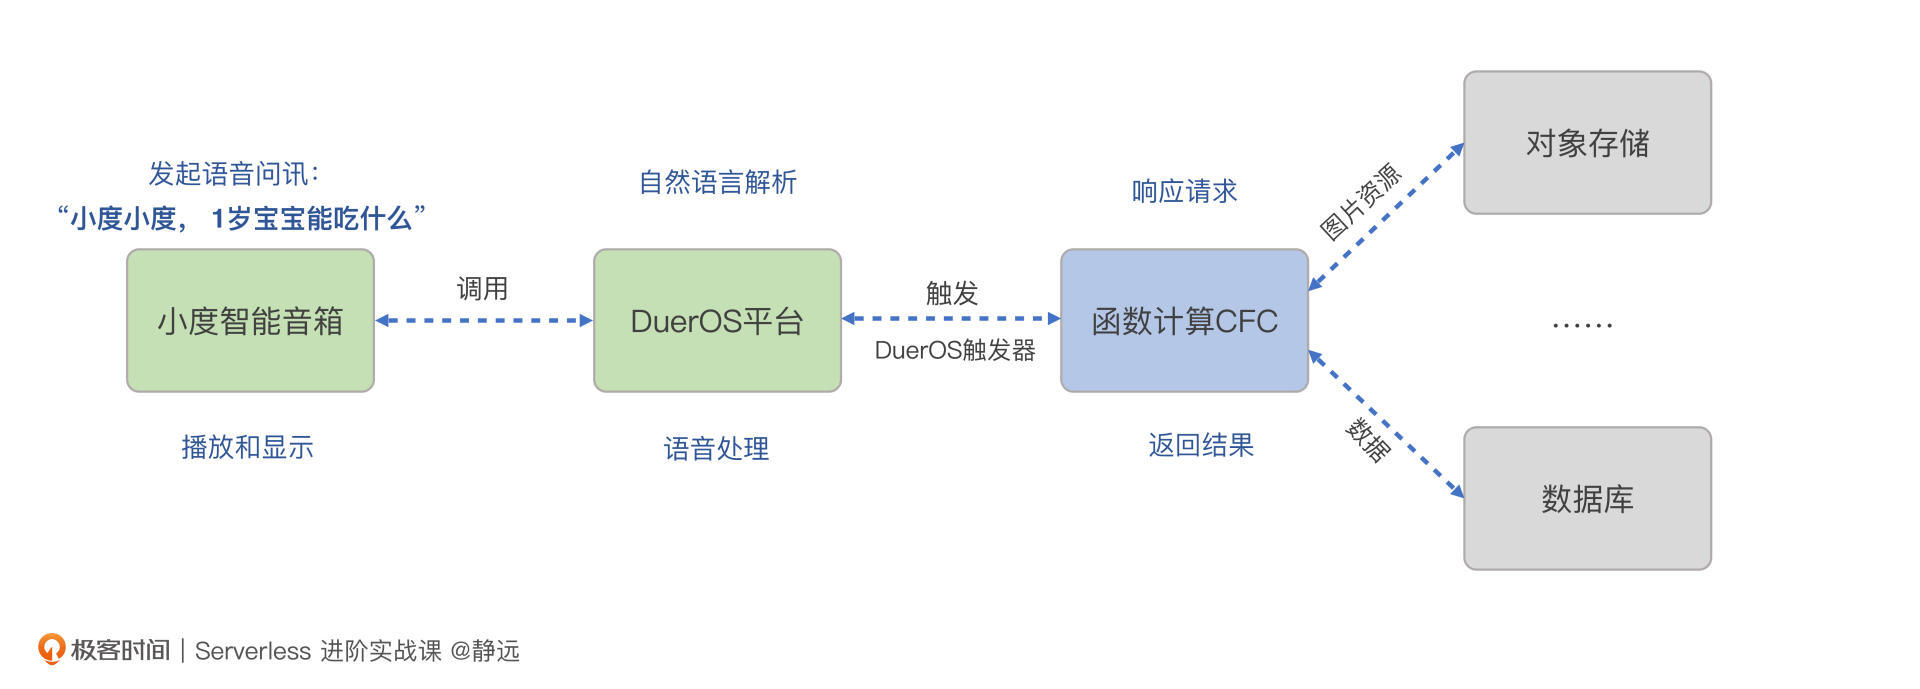 发起语音问讯：
“小度小度， 1岁宝宝能吃什么”
小度智能音箱
播放和显示
调用
自然语言解析
DuerOS平台
语音处理
触发
DuerOS触发器
响应请求
函数计算CFC
返回结果
图片资源
数据
对象存储
……
数据库
极客时间 | Serverless 进阶实战课 @静远